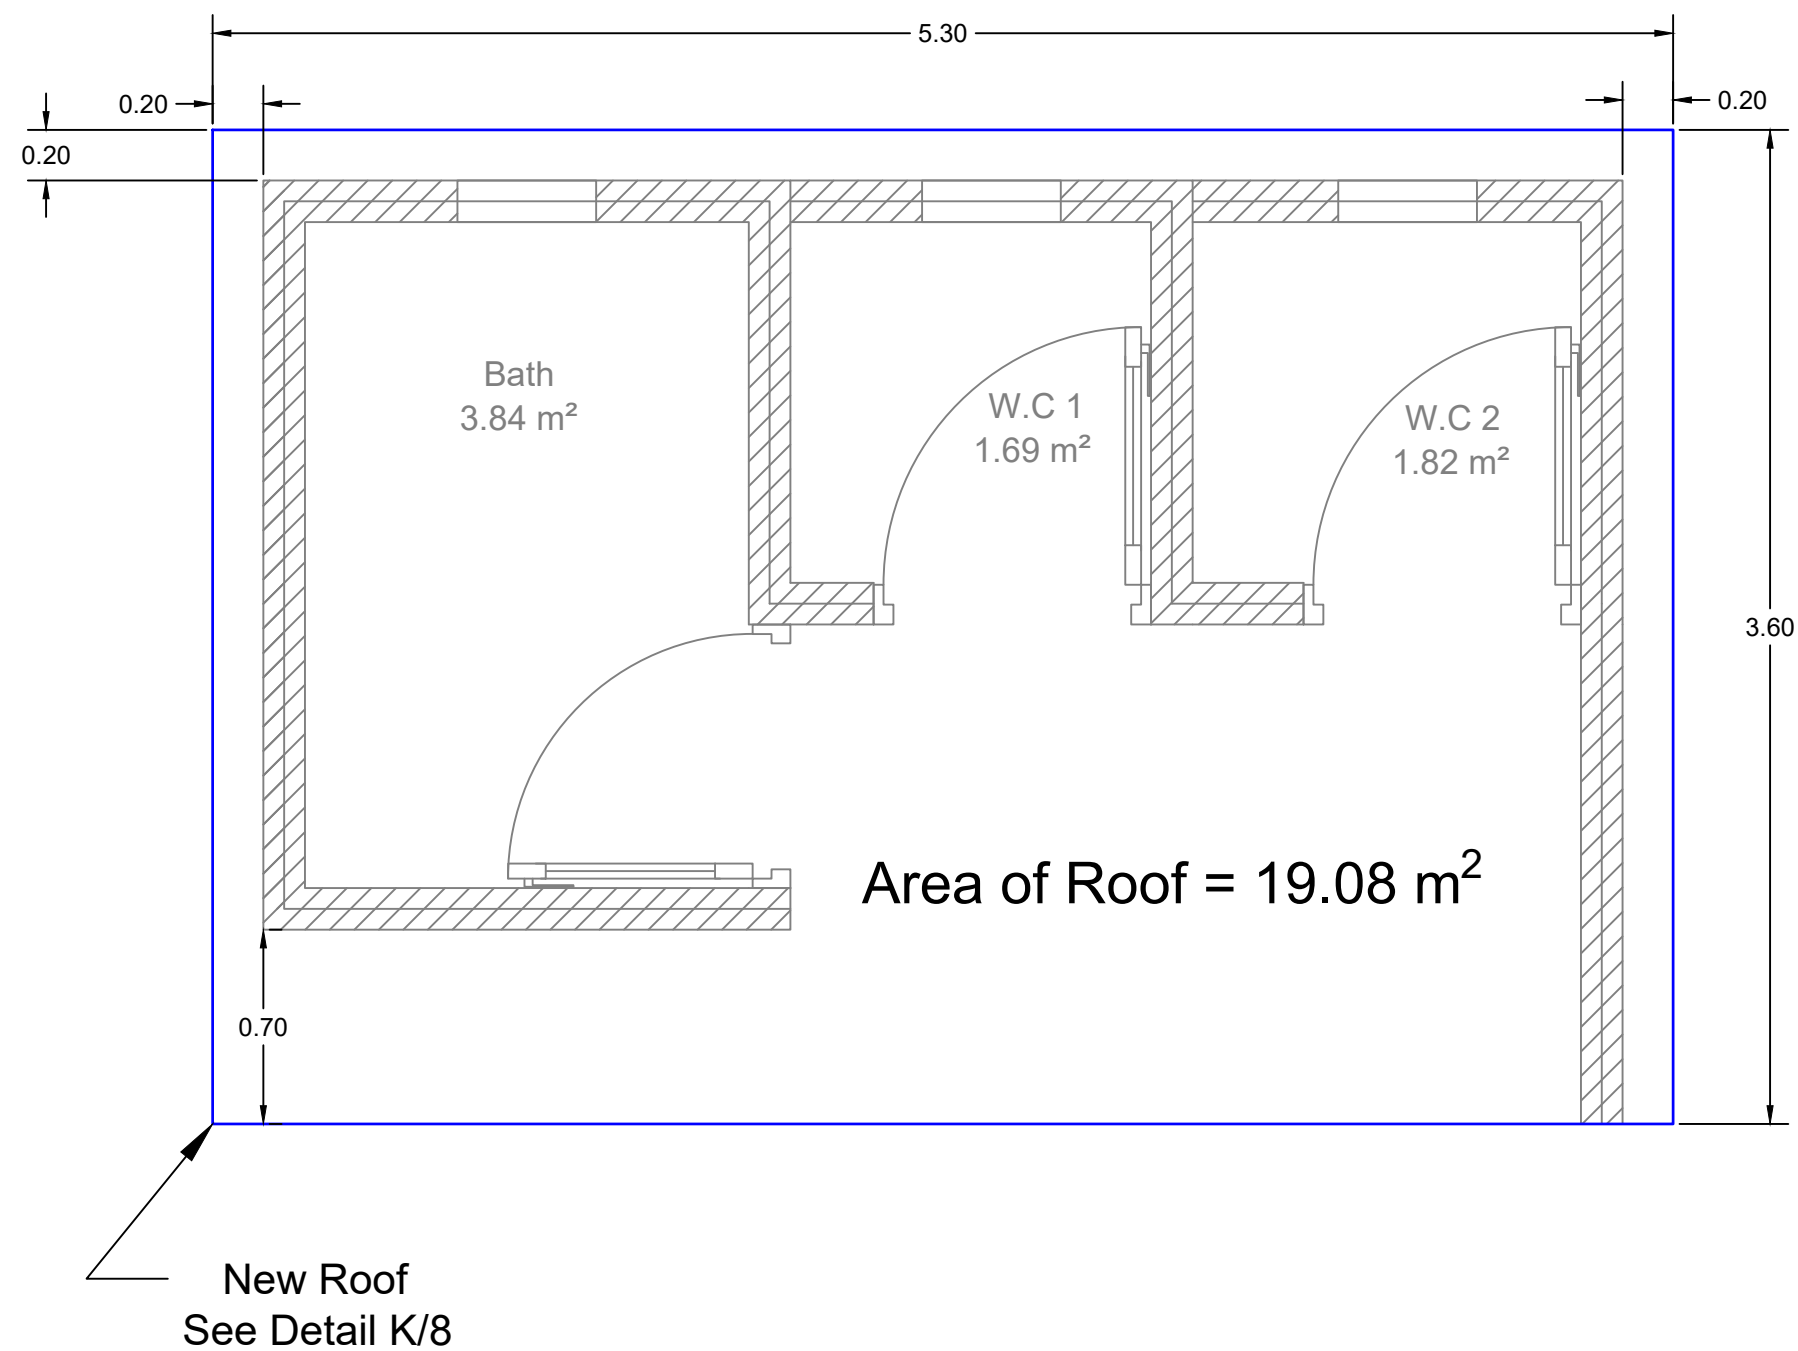 5.30
0.20
0.20
0.20
Bath
3.84 m²
W.C 1
1.69 m²
W.C 2
1.82 m²
3.60
Area of Roof = 19.08 m²
0.70
New Roof
See Detail K/8